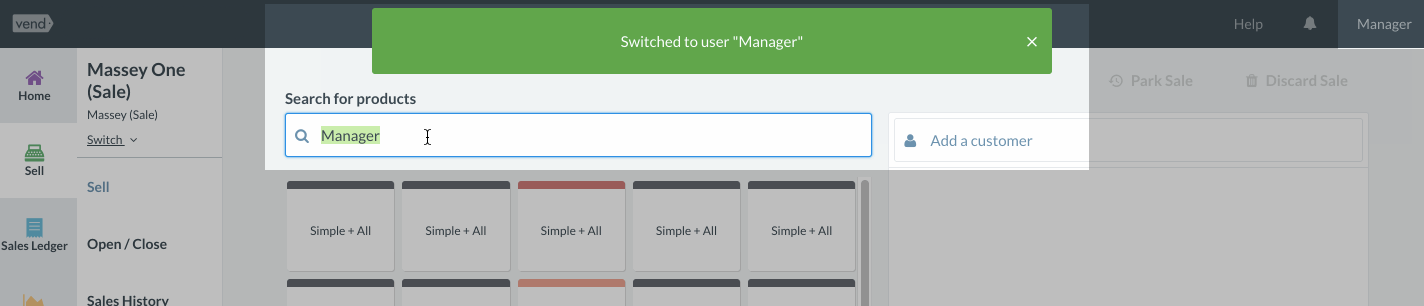 vend
Switched to user "Manager"
×
Help
Manager
Home
Sell
Sales Ledger
Massey One
(Sale)
Massey (Sale)
Switch
Sell
Open / Close
Sales History
Search for products
Manager
Park Sale
Discard Sale
Add a customer
Simple + All
Simple + All
Simple + All
Simple + All
Simple + All